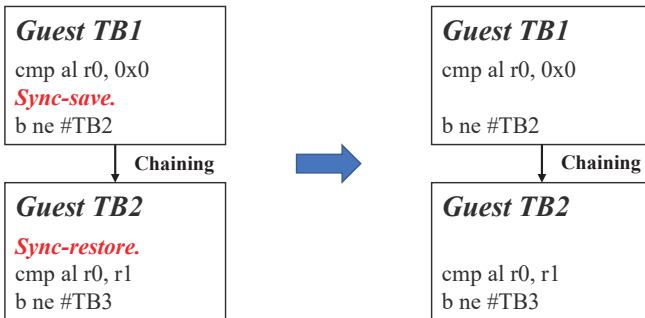 Guest TB1
cmp al r0, 0x0
Sync-save.
b ne #TB2
Chaining
Guest TB2
Sync-restore.
cmp al r0, r1
b ne #TB3
Guest TB1
cmp al r0, 0x0
b ne #TB2
Chaining
Guest TB2
cmp al r0, r1
b ne #TB3